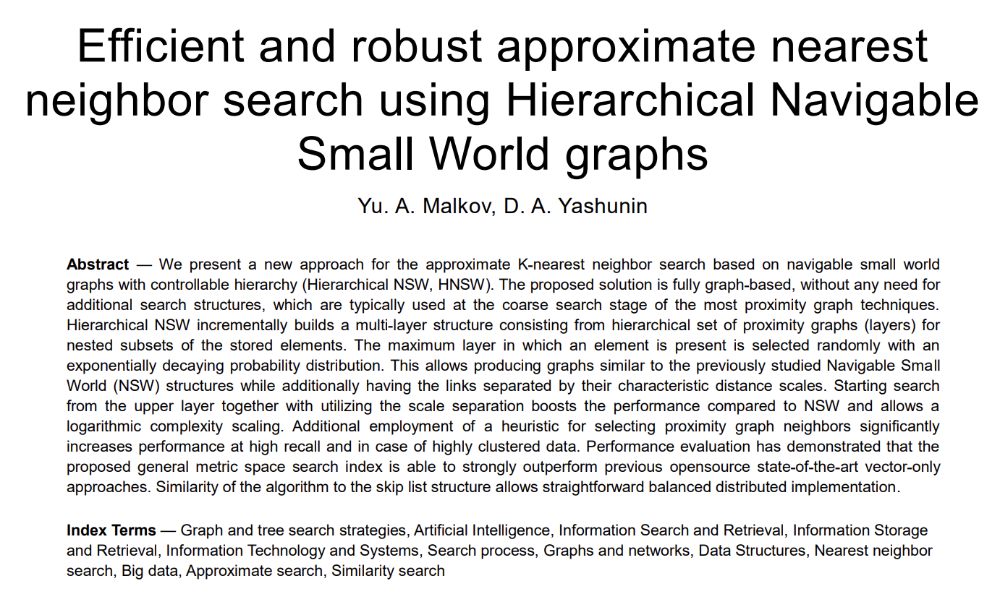 Efficient and robust approximate nearest
neighbor search using Hierarchical Navigable
Small World graphs
Yu. A. Malkov, D. A. Yashunin
Abstract — We present a new approach for the approximate K-nearest neighbor search based on navigable small world
graphs with controllable hierarchy (Hierarchical NSW, HNSW). The proposed solution is fully graph-based, without any need for
additional search structures, which are typically used at the coarse search stage of the most proximity graph techniques.
Hierarchical NSW incrementally builds a multi-layer structure consisting from hierarchical set of proximity graphs (layers) for
nested subsets of the stored elements. The maximum layer in which an element is present is selected randomly with an
exponentially decaying probability distribution. This allows producing graphs similar to the previously studied Navigable Small
World (NSW) structures while additionally having the links separated by their characteristic distance scales. Starting search
from the upper layer together with utilizing the scale separation boosts the performance compared to NSW and allows a
logarithmic complexity scaling. Additional employment of a heuristic for selecting proximity graph neighbors significantly
increases performance at high recall and in case of highly clustered data. Performance evaluation has demonstrated that the
proposed general metric space search index is able to strongly outperform previous opensource state-of-the-art vector-only
approaches. Similarity of the algorithm to the skip list structure allows straightforward balanced distributed implementation.
Index Terms — Graph and tree search strategies, Artificial Intelligence, Information Search and Retrieval, Information Storage
and Retrieval, Information Technology and Systems, Search process, Graphs and networks, Data Structures, Nearest neighbor
search, Big data, Approximate search, Similarity search